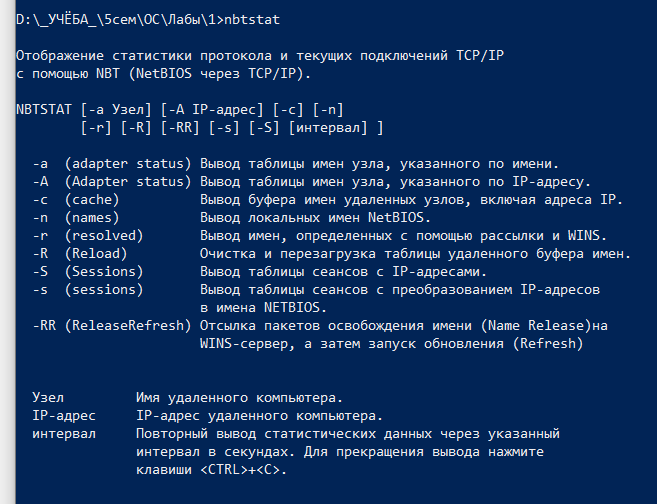 D:\_УЧЁБА_\5сем\ОС\Лабы\1>nbtstat
Отображение статистики протокола и текущих подключений TCP/IP
с помощью NBT (NetBIOS через TCP/IP).
NBTSTAT [-a Узел] [-A IP-адрес] [-c] [-n]
[-r] [-R] [-RR] [-s] [-S] [интервал] ]
-a (adapter status) Вывод таблицы имен узла, указанного по имени.
-A (Adapter status) Вывод таблицы имен узла, указанного по IP-адресу.
-c (cache) Вывод буфера имен удаленных узлов, включая адреса IP.
-n (names) Вывод локальных имен NetBIOS.
-r (resolved) Вывод имен, определенных с помощью рассылки и WINS.
-R (Reload) Очистка и перезагрузка таблицы удаленного буфера имен.
-S (Sessions) Вывод таблицы сеансов с IP-адресами.
-s (sessions) Вывод таблицы сеансов с преобразованием IP-адресов
в имена NETBIOS.
-RR (ReleaseRefresh) Отсылка пакетов освобождения имени (Name Release)на
WINS-сервер, а затем запуск обновления (Refresh)
Узел Имя удаленного компьютера.
IP-адрес IP-адрес удаленного компьютера.
интервал Повторный вывод статистических данных через указанный
интервал в секундах. Для прекращения вывода нажмите
клавиши <CTRL>+<C>.